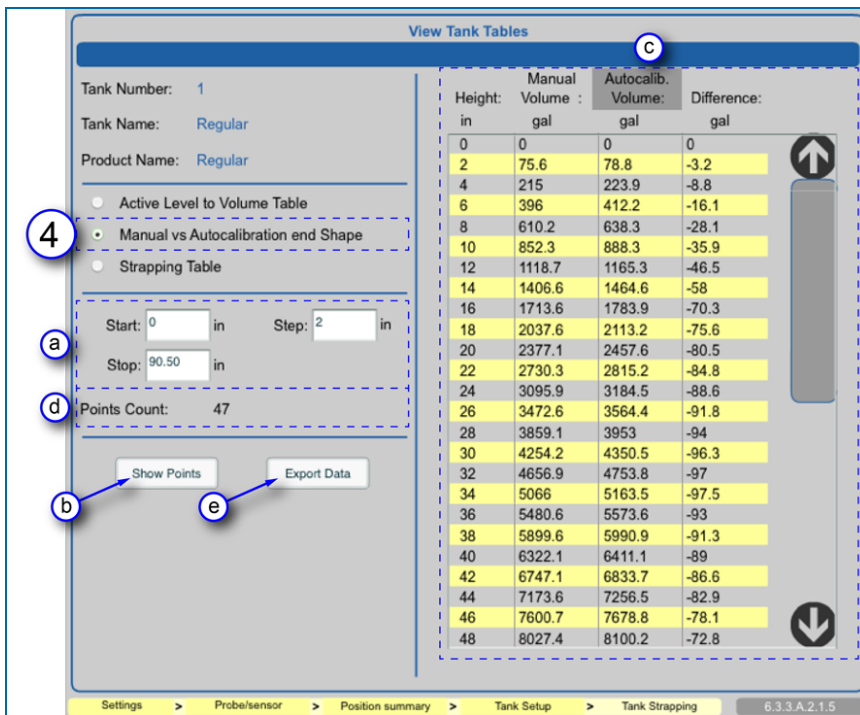 View Tank Tables
c
Tank Number: 1
Tank Name: Regular
Product Name: Regular
Active Level to Volume Table
4
Manual vs Autocalibration end Shape
Strapping Table
a
Start: 0 in Step: 2 in
Stop: 90.50 in
d
Points Count: 47
Show Points
Export Data
b
e
Manual Autocalib.
Height: Volume : Volume: Difference:
in gal gal gal
0 0 0 0
2 75.6 78.8 -3.2
4 215 223.9 -8.8
6 396 412.2 -16.1
8 610.2 638.3 -28.1
10 852.3 888.3 -35.9
12 1118.7 1165.3 -46.5
14 1406.6 1464.6 -58
16 1713.6 1783.9 -70.3
18 2037.6 2113.2 -75.6
20 2377.1 2457.6 -80.5
22 2730.3 2815.2 -84.8
24 3095.9 3184.5 -88.6
26 3472.6 3564.4 -91.8
28 3859.1 3953 -94
30 4254.2 4350.5 -96.3
32 4656.9 4753.8 -97
34 5066 5163.5 -97.5
36 5480.6 5573.6 -93
38 5899.6 5990.9 -91.3
40 6322.1 6411.1 -89
42 6747.1 6833.7 -86.6
44 7173.6 7256.5 -82.9
46 7600.7 7678.8 -78.1
48 8027.4 8100.2 -72.8
Settings > Probe/sensor > Position summary > Tank Setup > Tank Strapping 6.3.3.A.2.1.5